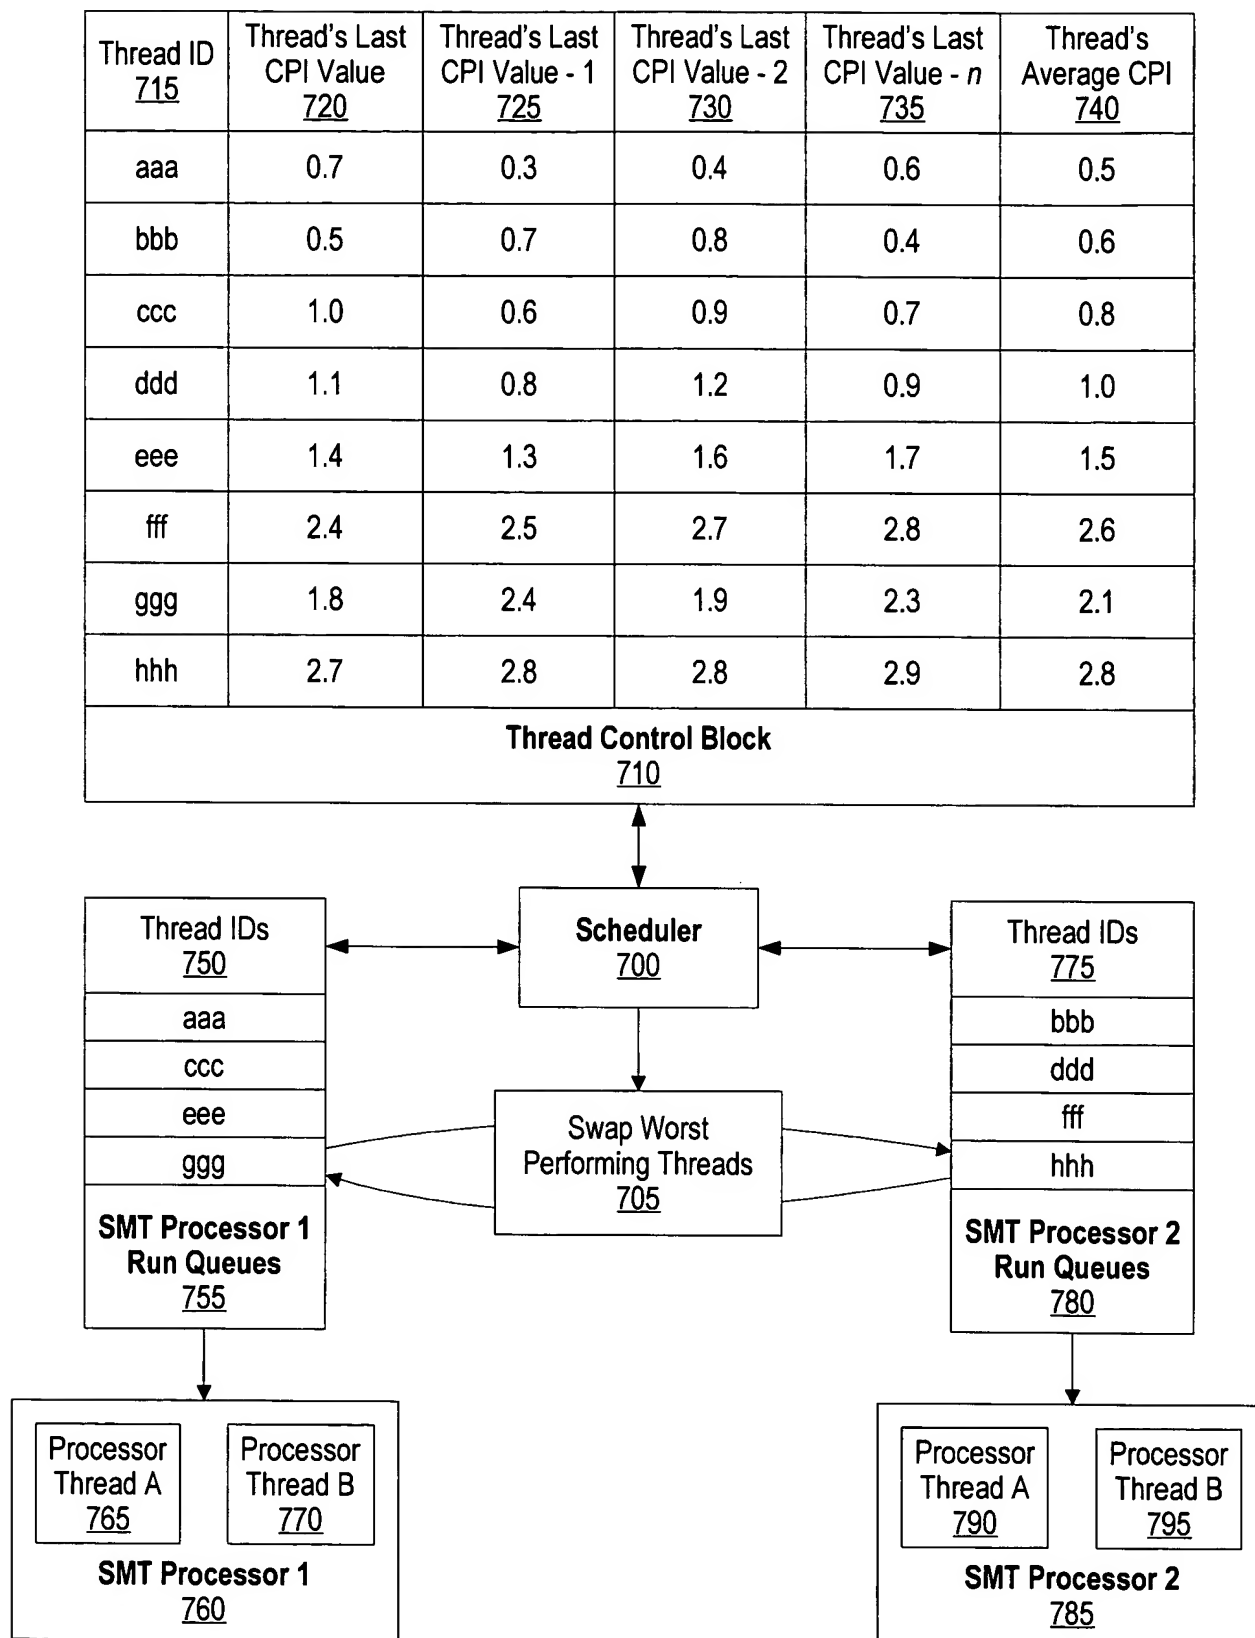 Thread ID
715
Thread's Last
CPI Value
720
Thread's Last
CPI Value - 1
725
Thread's Last
CPI Value - 2
730
Thread's Last
CPI Value - n
735
Thread's
Average CPI
740
aaa 0.7 0.3 0.4 0.6 0.5
bbb 0.5 0.7 0.8 0.4 0.6
ccc 1.0 0.6 0.9 0.7 0.8
ddd 1.1 0.8 1.2 0.9 1.0
eee 1.4 1.3 1.6 1.7 1.5
fff 2.4 2.5 2.7 2.8 2.6
ggg 1.8 2.4 1.9 2.3 2.1
hhh 2.7 2.8 2.8 2.9 2.8
Thread Control Block
710
Thread IDs
750
aaa
ccc
eee
ggg
SMT Processor 1
Run Queues
755
Scheduler
700
Swap Worst
Performing Threads
705
Thread IDs
775
bbb
ddd
fff
hhh
SMT Processor 2
Run Queues
780
Processor
Thread A
765
Processor
Thread B
770
SMT Processor 1
760
Processor
Thread A
790
Processor
Thread B
795
SMT Processor 2
785